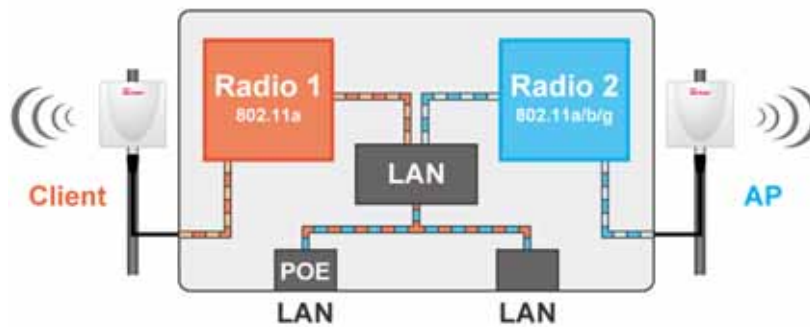 Radio 1
802.11a
Radio 2
802.11a/b/g
LAN
Client
AP
POE
LAN
LAN